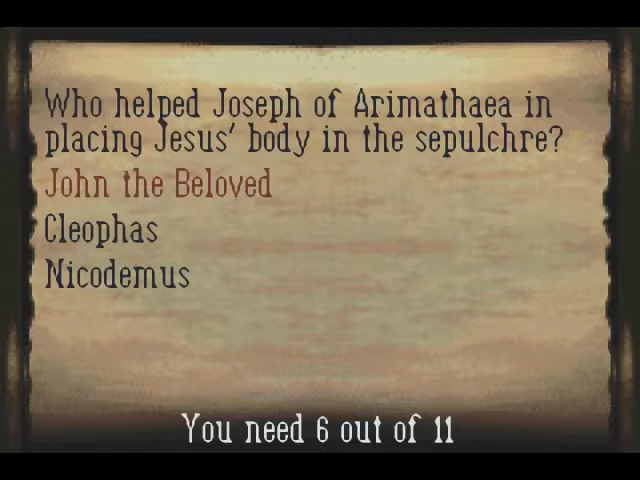 Who helped Joseph of Arimathaea in
placing Jesus' body in the sepulchre?
John the Beloved
Cleophas
Nicodemus
You need 6 out of 11